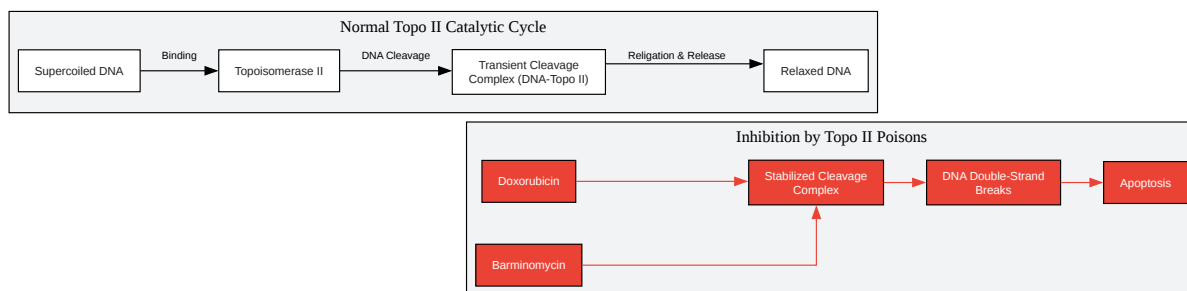 Normal Topo II Catalytic Cycle
Supercoiled DNA
Binding
Topoisomerase II
DNA Cleavage
Transient Cleavage
Complex (DNA-Topo II)
Religation & Release
Relaxed DNA
Inhibition by Topo II Poisons
Doxorubicin
Stabilized Cleavage
Complex
DNA Double-Strand
Breaks
Apoptosis
Barminomycin